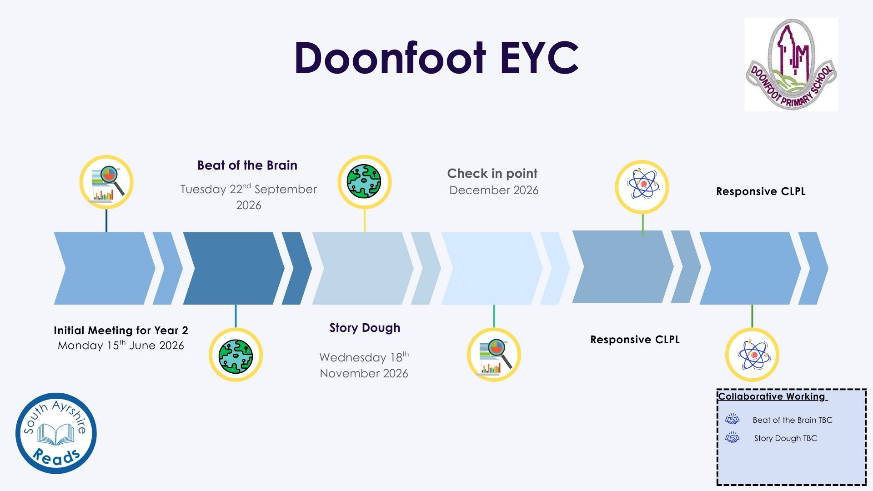 Doonfoot EYC
DOONFOOT PRIMARY SCHOOL
Beat of the Brain
Tuesday 22nd September
2026
Check in point
December 2026
Responsive CLPL
Initial Meeting for Year 2
Monday 15th June 2026
Story Dough
Wednesday 18th
November 2026
Responsive CLPL
South Ayrshire
Reads
Collaborative Working
Beat of the Brain TBC
Story Dough TBC